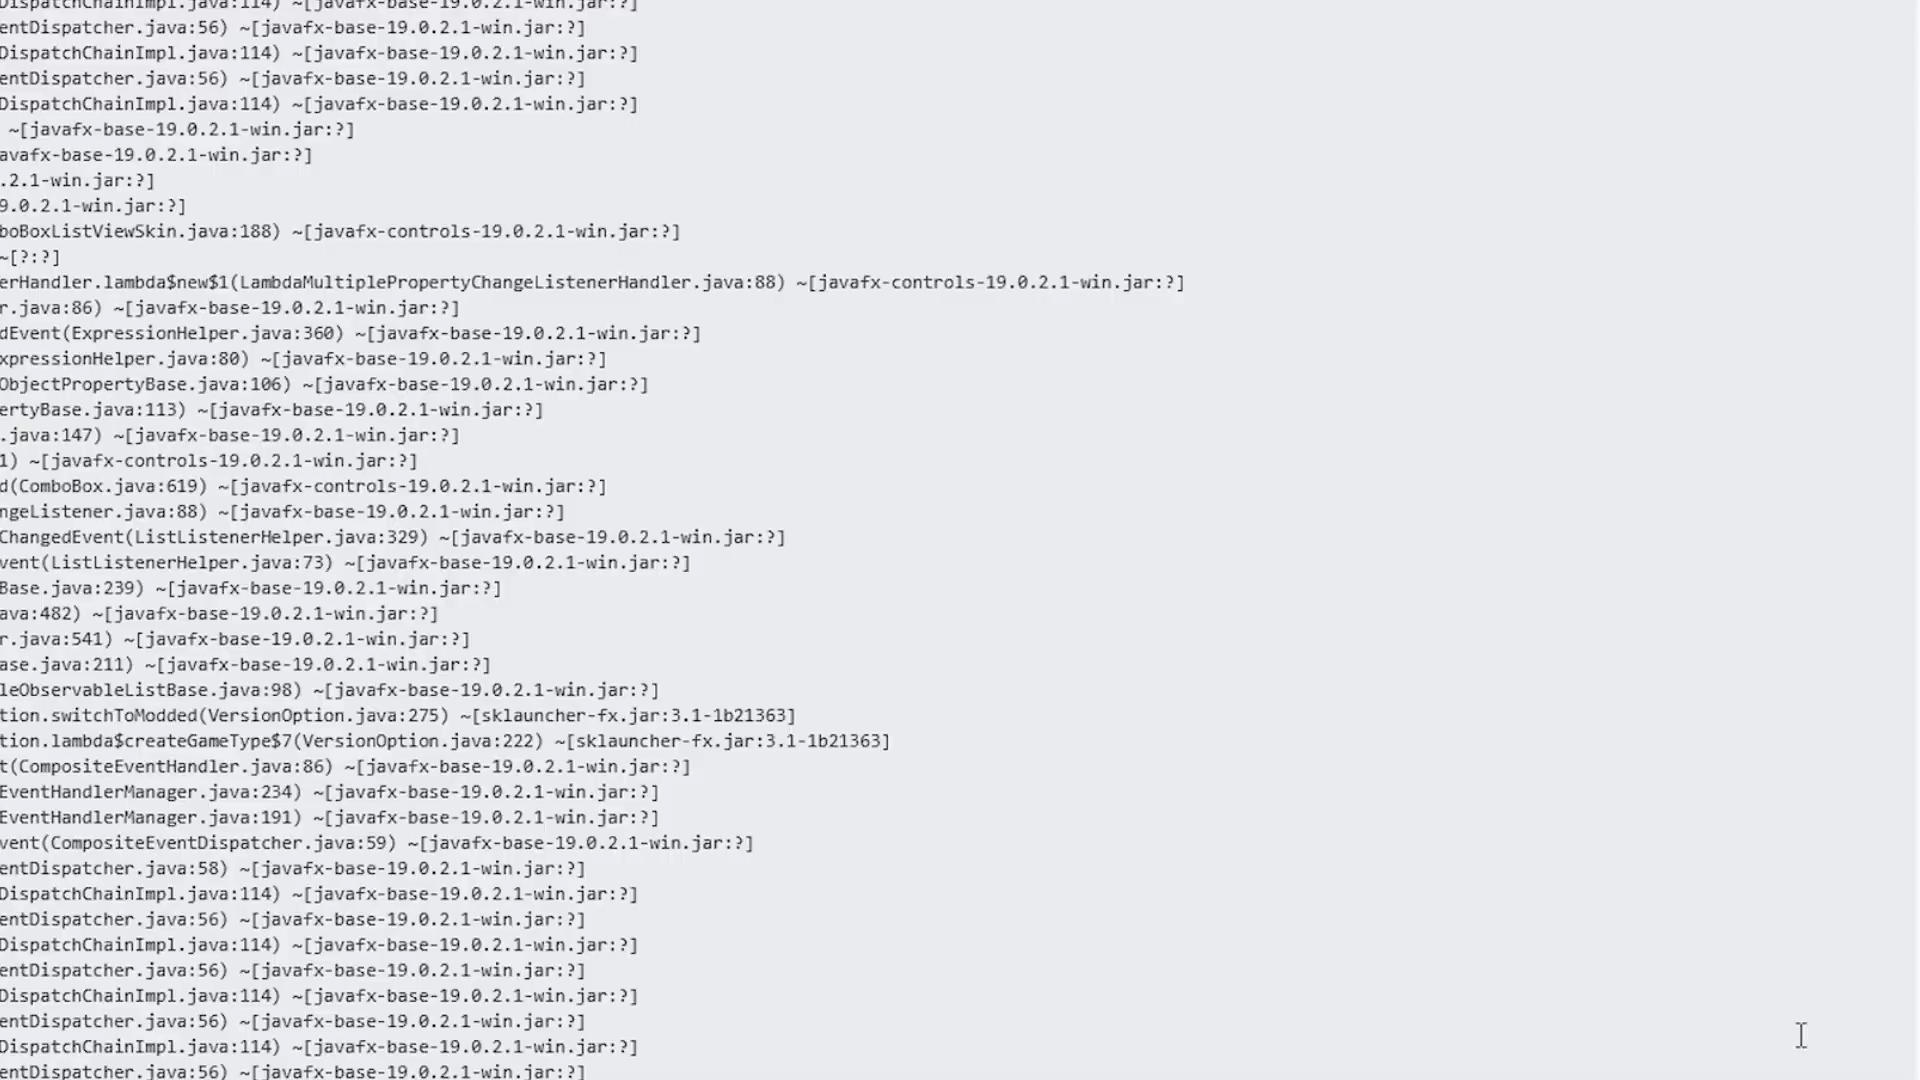 DispatchChainImpl.java:114) ~[javafx-base-19.0.2.1-win.jar:?]
entDispatcher.java:56) ~[javafx-base-19.0.2.1-win.jar:?]
DispatchChainImpl.java:114) ~[javafx-base-19.0.2.1-win.jar:?]
entDispatcher.java:56) ~[javafx-base-19.0.2.1-win.jar:?]
DispatchChainImpl.java:114) ~[javafx-base-19.0.2.1-win.jar:?]
~[javafx-base-19.0.2.1-win.jar:?]
avafx-base-19.0.2.1-win.jar:?]
.2.1-win.jar:?]
9.0.2.1-win.jar:?]
boBoxListViewSkin.java:188) ~[javafx-controls-19.0.2.1-win.jar:?]
~[?:?]
erHandler.lambda$new$1(LambdaMultiplePropertyChangeListenerHandler.java:88) ~[javafx-controls-19.0.2.1-win.jar:?]
r.java:86) ~[javafx-base-19.0.2.1-win.jar:?]
dEvent(ExpressionHelper.java:360) ~[javafx-base-19.0.2.1-win.jar:?]
xpressionHelper.java:80) ~[javafx-base-19.0.2.1-win.jar:?]
ObjectPropertyBase.java:106) ~[javafx-base-19.0.2.1-win.jar:?]
ertyBase.java:113) ~[javafx-base-19.0.2.1-win.jar:?]
.java:147) ~[javafx-base-19.0.2.1-win.jar:?]
1) ~[javafx-controls-19.0.2.1-win.jar:?]
d(ComboBox.java:619) ~[javafx-controls-19.0.2.1-win.jar:?]
ngeListener.java:88) ~[javafx-base-19.0.2.1-win.jar:?]
ChangedEvent(ListListenerHelper.java:329) ~[javafx-base-19.0.2.1-win.jar:?]
vent(ListListenerHelper.java:73) ~[javafx-base-19.0.2.1-win.jar:?]
Base.java:239) ~[javafx-base-19.0.2.1-win.jar:?]
ava:482) ~[javafx-base-19.0.2.1-win.jar:?]
r.java:541) ~[javafx-base-19.0.2.1-win.jar:?]
ase.java:211) ~[javafx-base-19.0.2.1-win.jar:?]
leObservableListBase.java:98) ~[javafx-base-19.0.2.1-win.jar:?]
tion.switchToModded(VersionOption.java:275) ~[sklauncher-fx.jar:3.1-1b21363]
tion.lambda$createGameType$7(VersionOption.java:222) ~[sklauncher-fx.jar:3.1-1b21363]
t(CompositeEventHandler.java:86) ~[javafx-base-19.0.2.1-win.jar:?]
EventHandlerManager.java:234) ~[javafx-base-19.0.2.1-win.jar:?]
EventHandlerManager.java:191) ~[javafx-base-19.0.2.1-win.jar:?]
vent(CompositeEventDispatcher.java:59) ~[javafx-base-19.0.2.1-win.jar:?]
entDispatcher.java:58) ~[javafx-base-19.0.2.1-win.jar:?]
DispatchChainImpl.java:114) ~[javafx-base-19.0.2.1-win.jar:?]
entDispatcher.java:56) ~[javafx-base-19.0.2.1-win.jar:?]
DispatchChainImpl.java:114) ~[javafx-base-19.0.2.1-win.jar:?]
entDispatcher.java:56) ~[javafx-base-19.0.2.1-win.jar:?]
DispatchChainImpl.java:114) ~[javafx-base-19.0.2.1-win.jar:?]
entDispatcher.java:56) ~[javafx-base-19.0.2.1-win.jar:?]
DispatchChainImpl.java:114) ~[javafx-base-19.0.2.1-win.jar:?]
entDispatcher.java:56) ~[javafx-base-19.0.2.1-win.jar:?]